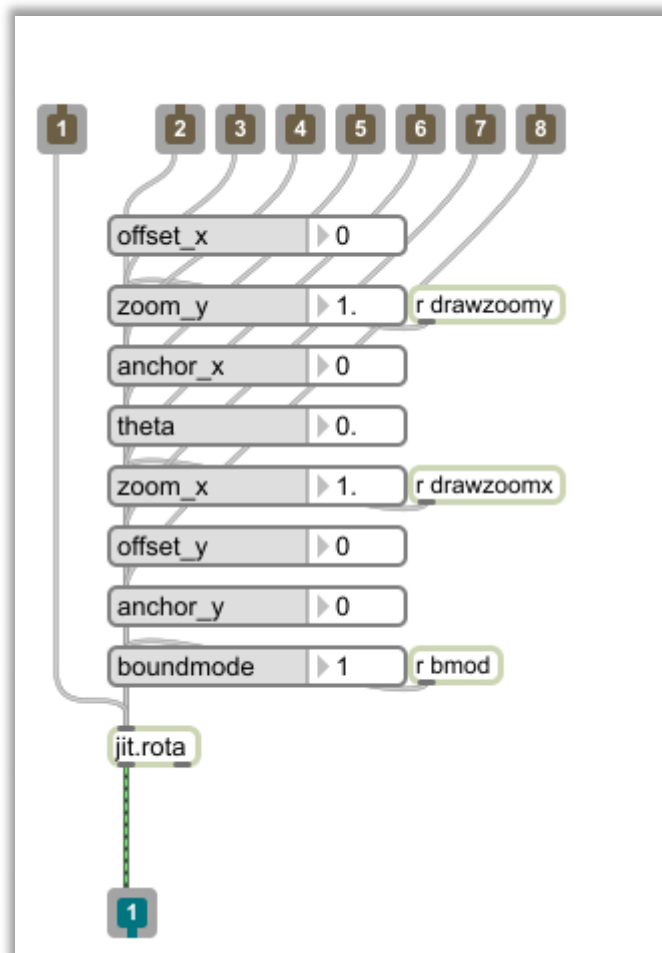 1 2 3 4 5 6 7 8
offset_x 0
zoom_y 1. r drawzoomy
anchor_x 0
theta 0.
zoom_x 1. r drawzoomx
offset_y 0
anchor_y 0
boundmode 1 r bmod
jit.rota
1